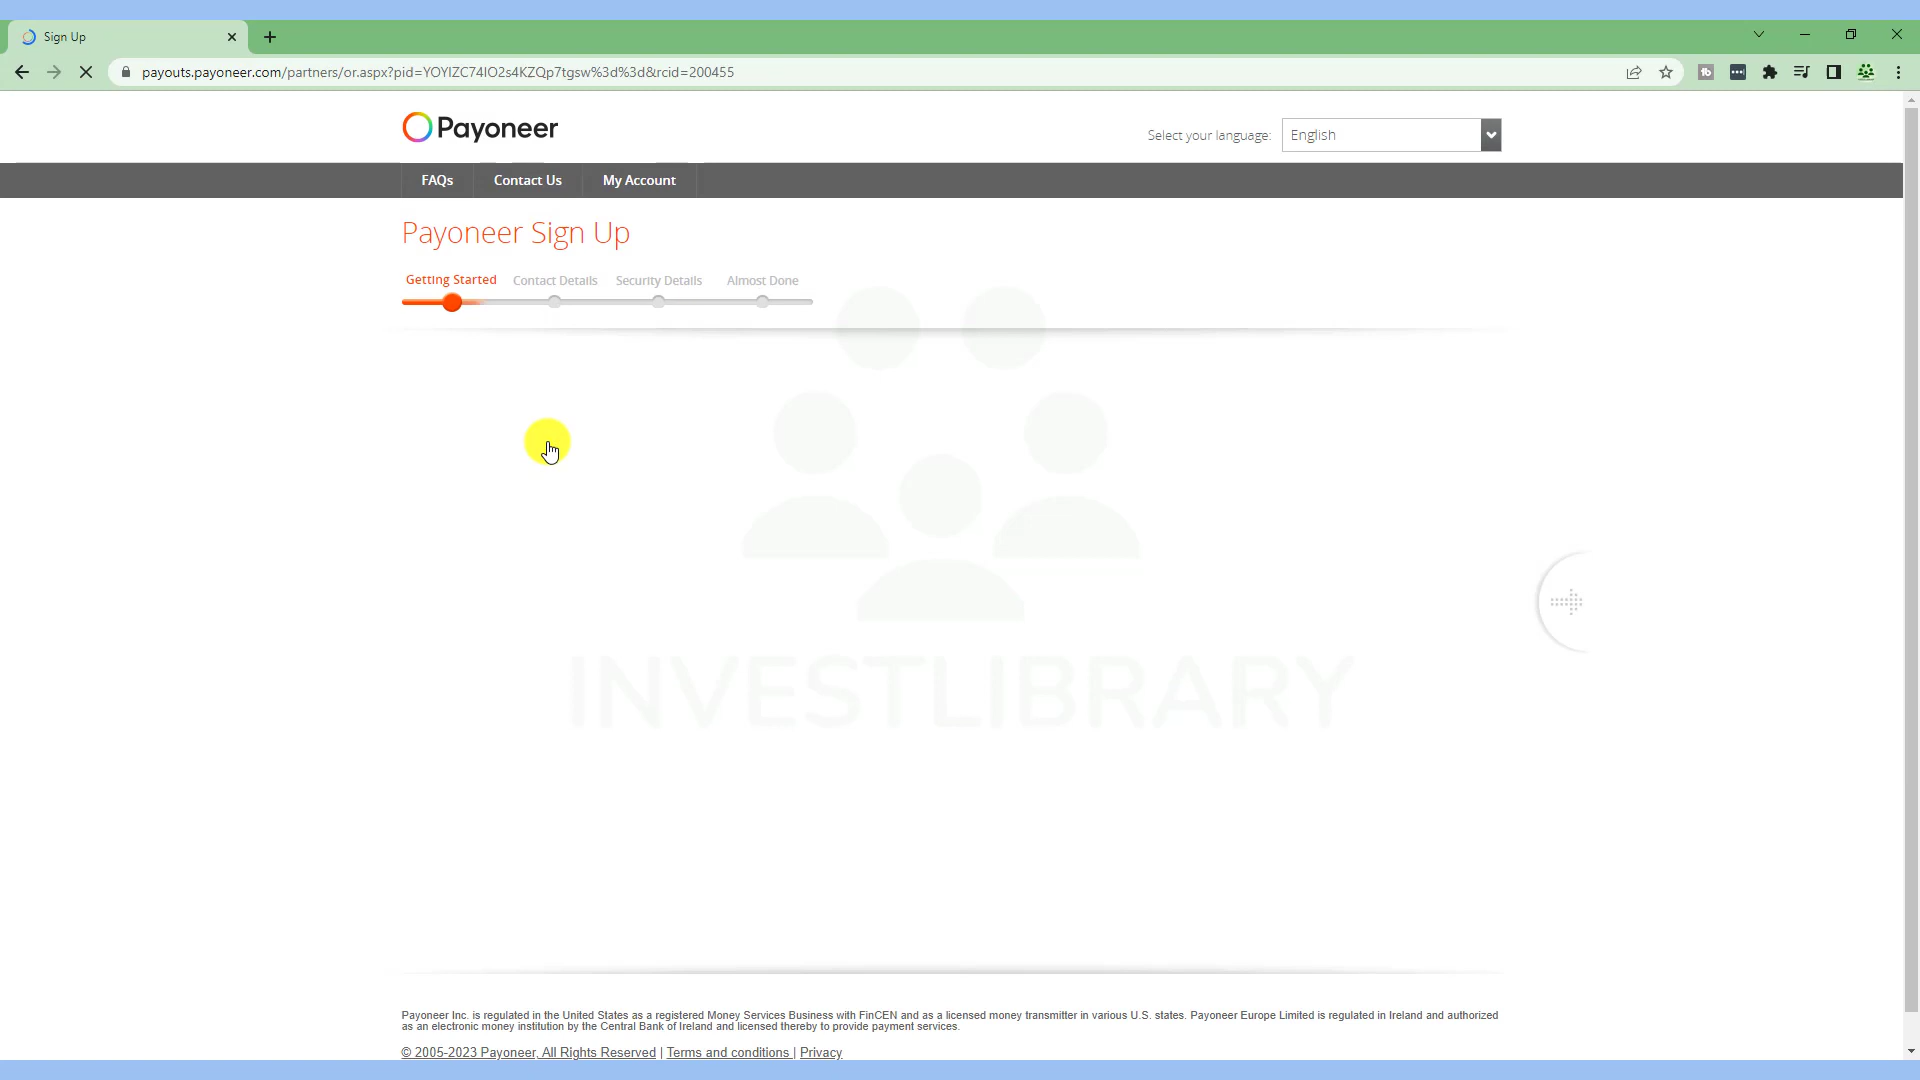 Sign Up
payouts.payoneer.com/partners/or.aspx?pid=YOYIZC74IO2s4KZQp7tgsw%3d%3d&rcid=200455
Payoneer
Select your language: English
FAQs Contact Us My Account
Payoneer Sign Up
Getting Started Contact Details Security Details Almost Done
INVESTLIBRARY
Payoneer Inc. is regulated in the United States as a registered Money Services Business with FinCEN and as a licensed money transmitter in various U.S. states. Payoneer Europe Limited is regulated in Ireland and authorized
as an electronic money institution by the Central Bank of Ireland and licensed thereby to provide payment services.
© 2005-2023 Payoneer, All Rights Reserved | Terms and conditions | Privacy